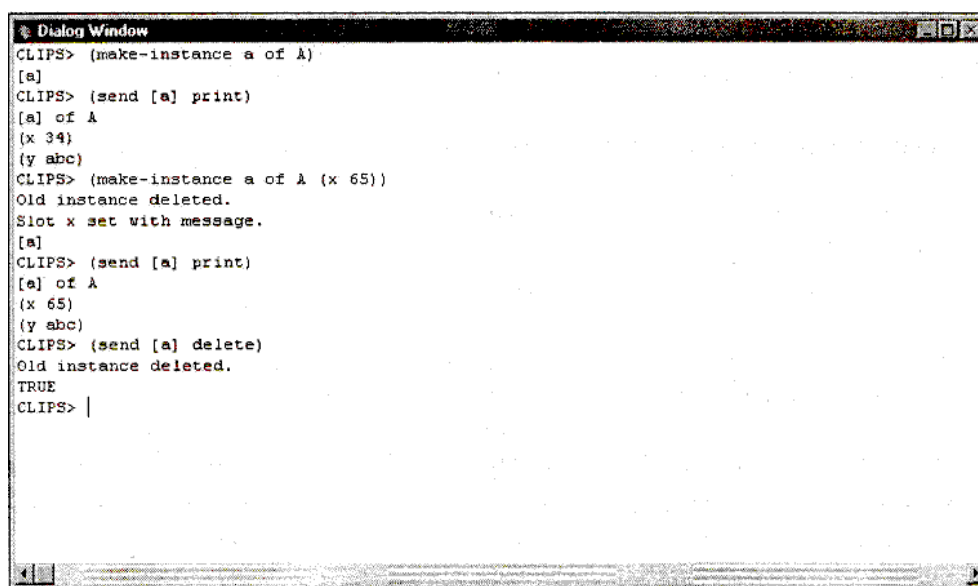 Dialog Window
CLIPS> (make-instance a of A)
[a]
CLIPS> (send [a] print)
[a] of A
(x 34)
(y abc)
CLIPS> (make-instance a of A (x 65))
Old instance deleted.
Slot x set with message.
[a]
CLIPS> (send [a] print)
[a] of A
(x 65)
(y abc)
CLIPS> (send [a] delete)
Old instance deleted.
TRUE
CLIPS>